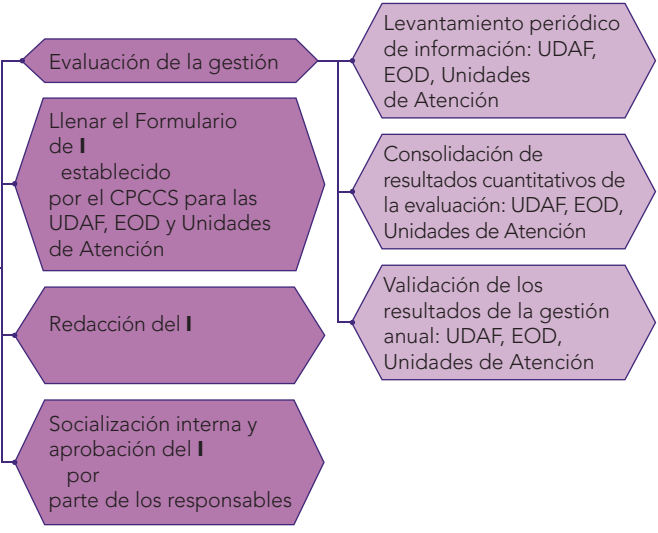 Evaluación de la gestión
Llenar el Formulario
de I
establecido
por el CPCCS para las
UDAF, EOD y Unidades
de Atención
Redacción del I
Socialización interna y
aprobación del I
por
parte de los responsables
Levantamiento periódico
de información: UDAF,
EOD, Unidades
de Atención
Consolidación de
resultados cuantitativos de
la evaluación: UDAF, EOD,
Unidades de Atención
Validación de los
resultados de la gestión
anual: UDAF, EOD,
Unidades de Atención